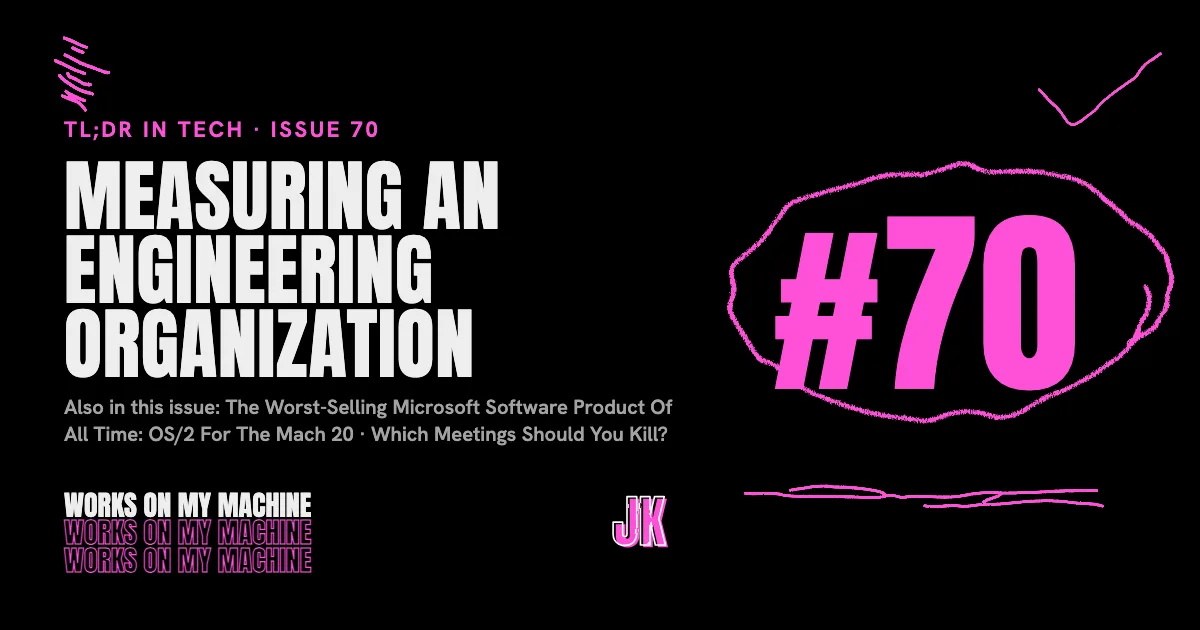 TL;DR IN TECH · ISSUE 70
MEASURING AN
ENGINEERING
ORGANIZATION
Also in this issue: The Worst-Selling Microsoft Software Product Of
All Time: OS/2 For The Mach 20 · Which Meetings Should You Kill?
WORKS ON MY MACHINE
WORKS ON MY MACHINE
WORKS ON MY MACHINE
JK
#70